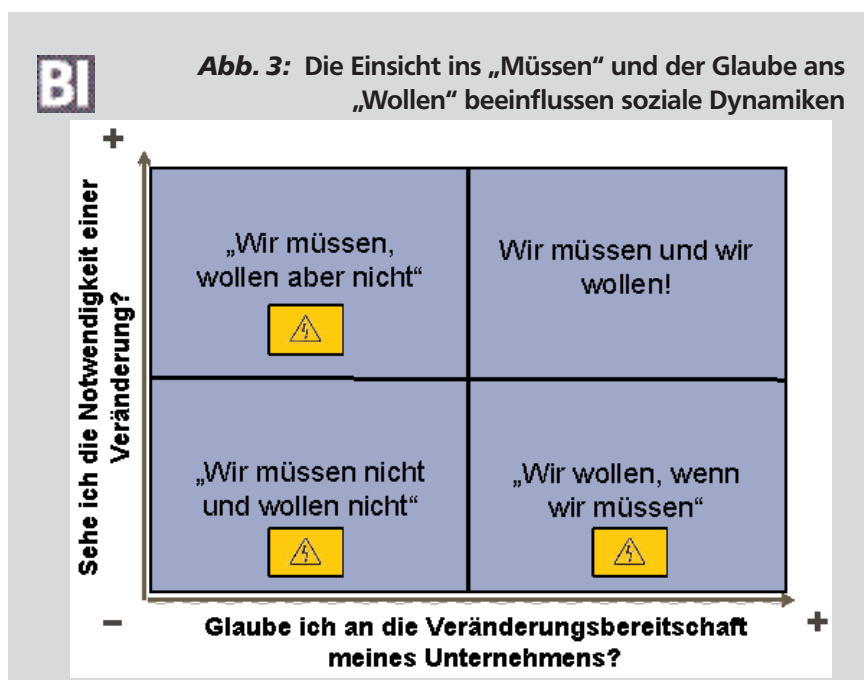 BI
Abb. 3: Die Einsicht ins „Müssen“ und der Glaube ans
„Wollen“ beeinflussen soziale Dynamiken
+
Sehe ich die Notwendigkeit einer
Veränderung?
„Wir müssen,
wollen aber nicht“
Wir müssen und wir
wollen!
„Wir müssen nicht
und wollen nicht“
„Wir wollen, wenn
wir müssen“
–
Glaube ich an die Veränderungsbereitschaft
meines Unternehmens?
+